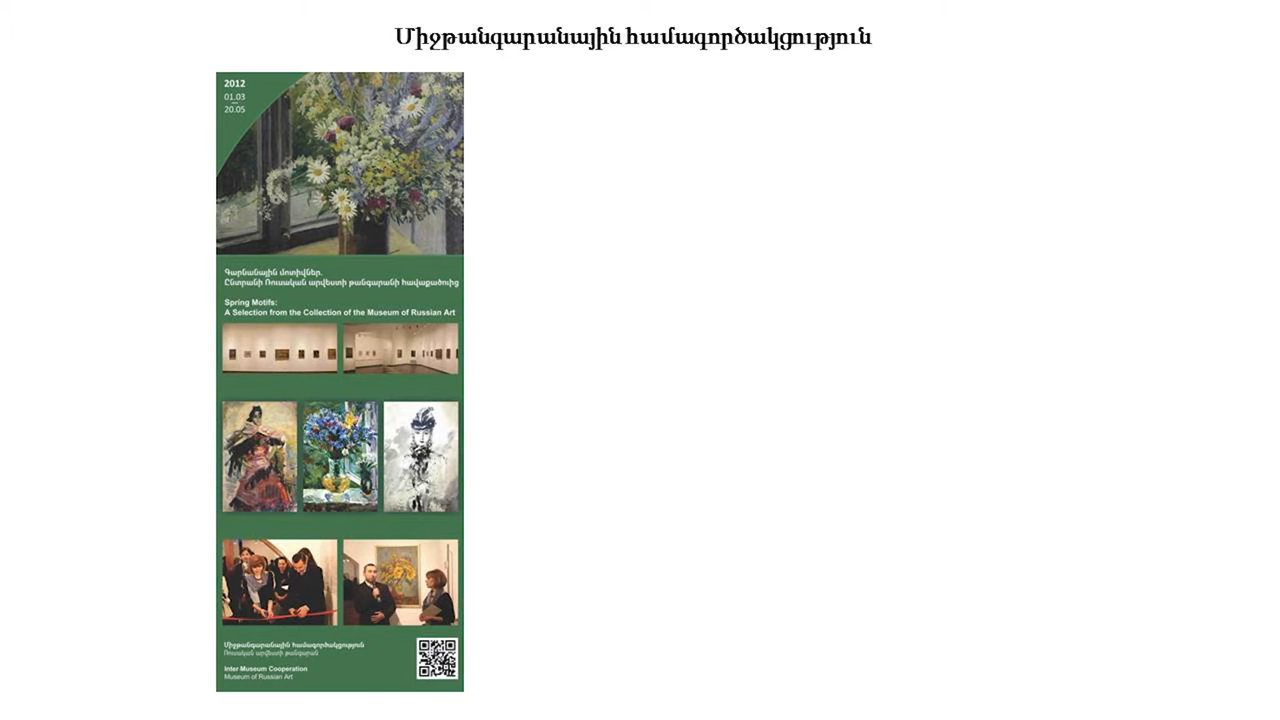 Միջթանգարանային համագործակցություն
2012
01.03
—
20.05
Գարնանային մոտիվներ.
Ընտրանի Ռուսական արվեստի թանգարանի հավաքածուից
Spring Motifs:
A Selection from the Collection of the Museum of Russian Art
Միջթանգարանային համագործակցություն
Ռուսական արվեստի թանգարան
Inter Museum Cooperation
Museum of Russian Art